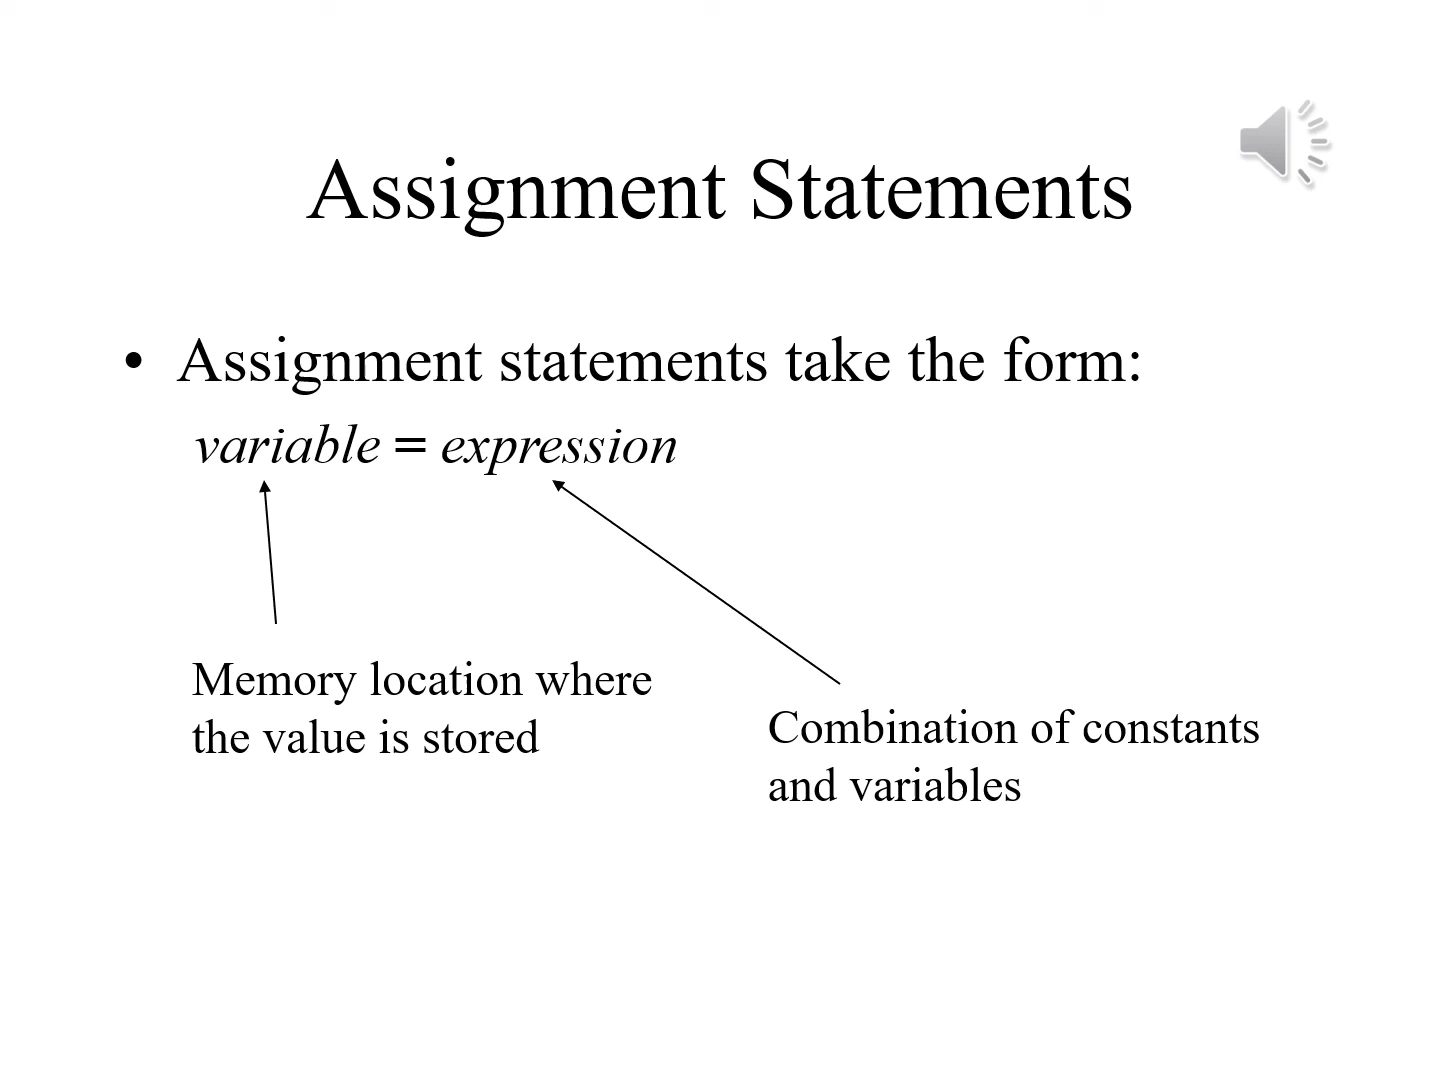 Assignment Statements
• Assignment statements take the form:
variable = expression
Memory location where
the value is stored
Combination of constants
and variables